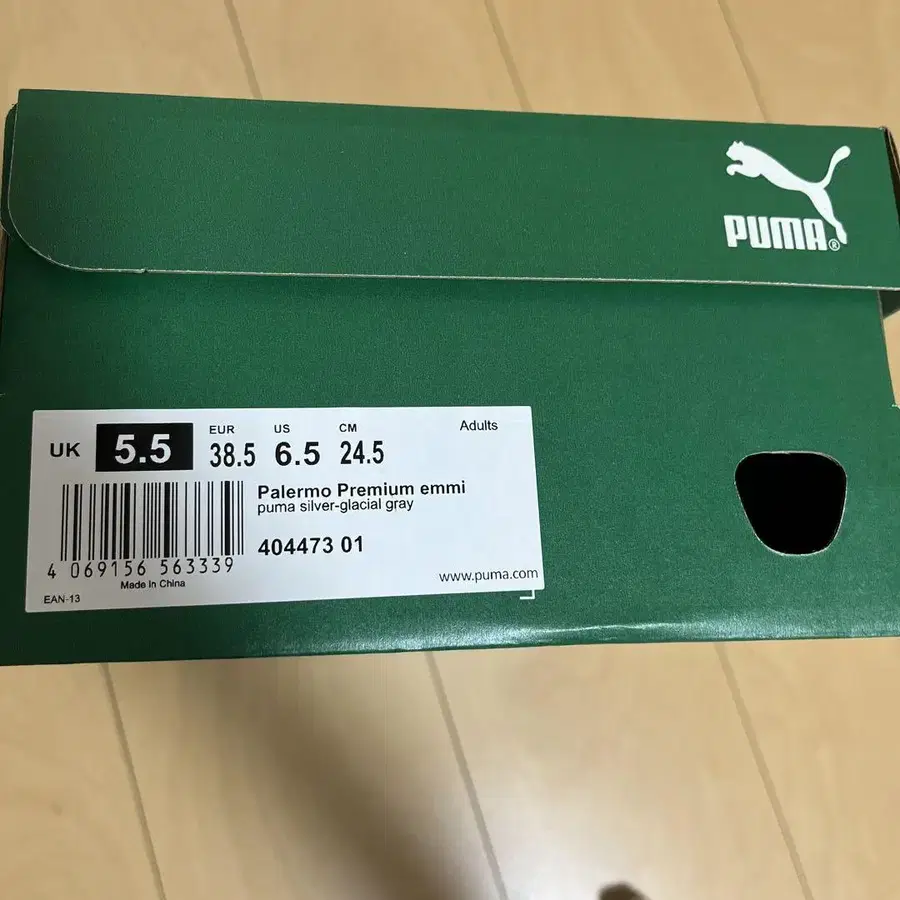 PUMA®
UK 5.5
EUR 38.5
US 6.5
CM 24.5
Adults
Palermo Premium emmi
puma silver-glacial gray
404473 01
4 069156 563339
Made in China
EAN-13
www.puma.com